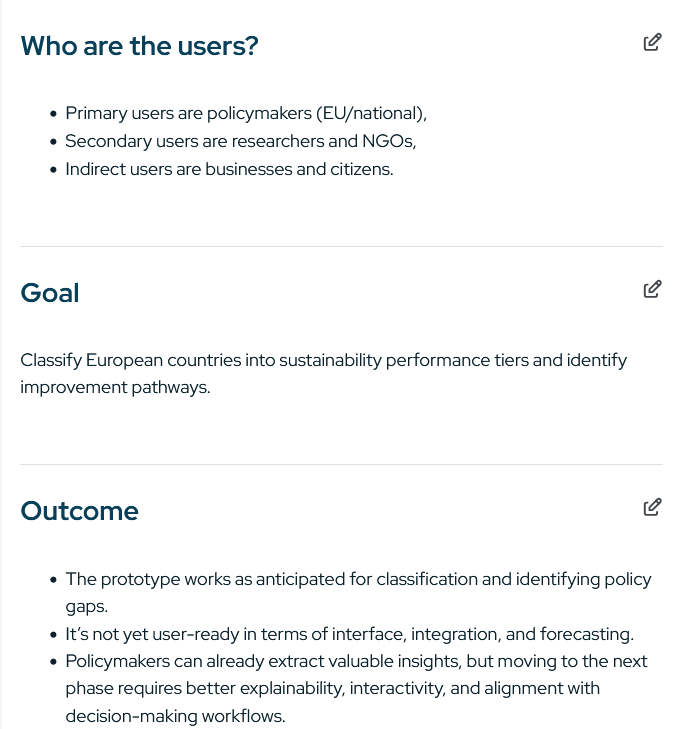 Who are the users?
• Primary users are policymakers (EU/national),
• Secondary users are researchers and NGOs,
• Indirect users are businesses and citizens.
Goal
Classify European countries into sustainability performance tiers and identify
improvement pathways.
Outcome
• The prototype works as anticipated for classification and identifying policy
gaps.
• It’s not yet user-ready in terms of interface, integration, and forecasting.
• Policymakers can already extract valuable insights, but moving to the next
phase requires better explainability, interactivity, and alignment with
decision-making workflows.